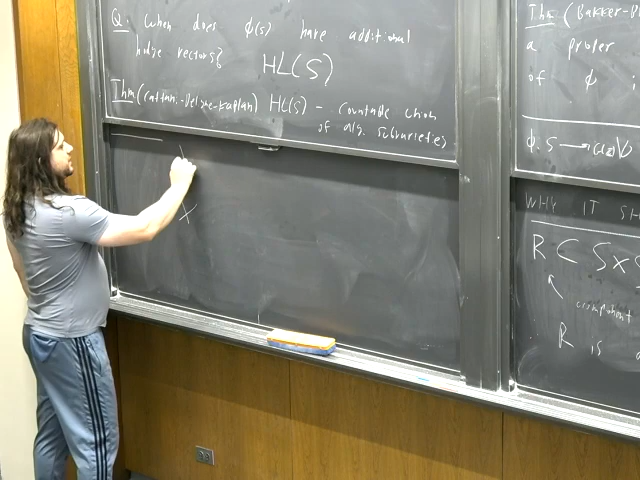 Q: When does φ(s) have additional
hodge vectors?
HL(S)
Thm (Cattani-Deligne-Kaplan) HL(S) - countable union
of alg. subvarieties
X
Thm (Bakker-B
a proper
of φ
φ: S → Γ\D
WHY IT SH
R ⊂ S×S
component
R is a